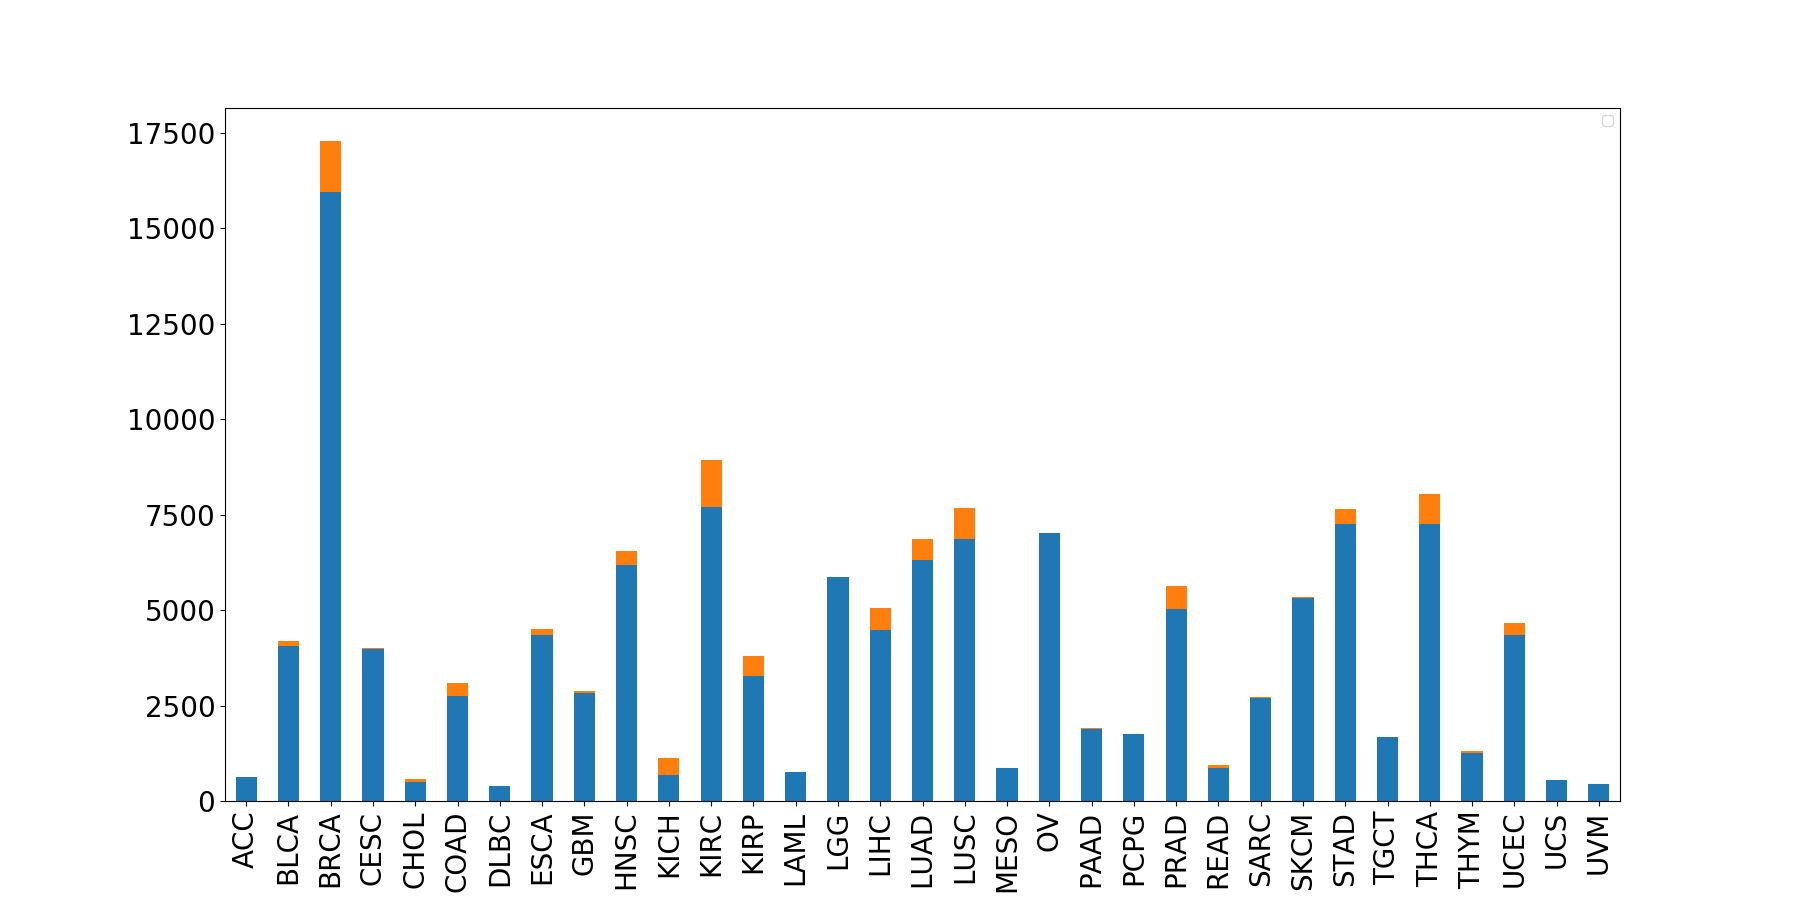 17500
15000
12500
10000
7500
5000
2500
0
ACC
BLCA
BRCA
CESC
CHOL
COAD
DLBC
ESCA
GBM
HNSC
KICH
KIRC
KIRP
LAML
LGG
LIHC
LUAD
LUSC
MESO
OV
PAAD
PCPG
PRAD
READ
SARC
SKCM
STAD
TGCT
THCA
THYM
UCEC
UCS
UVM